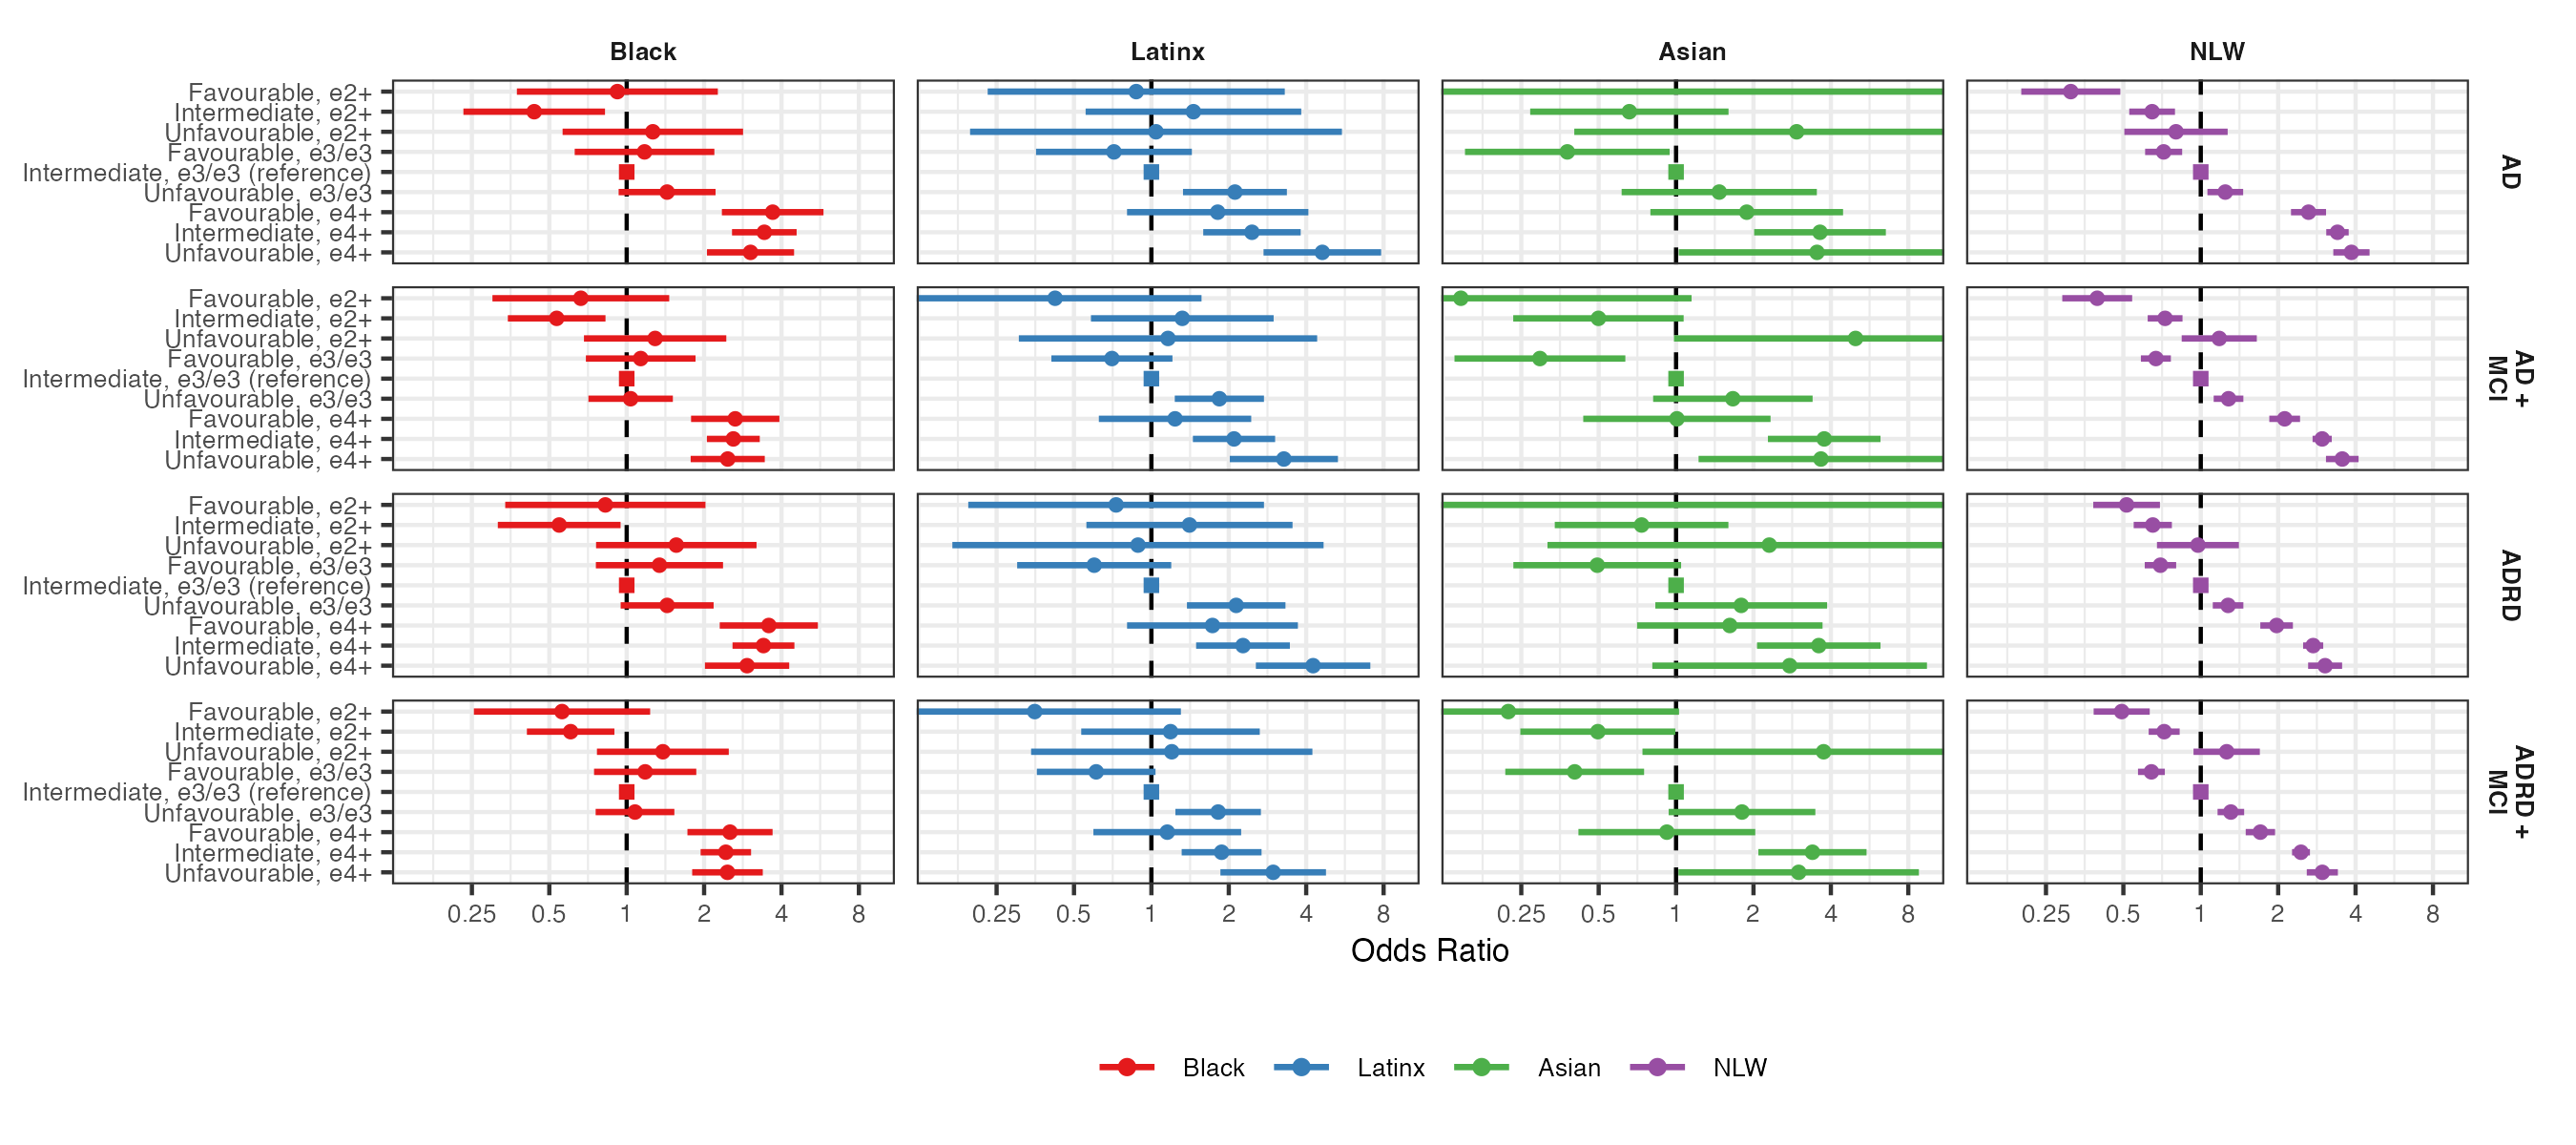 Black Latinx Asian NLW
Favourable, e2+
Intermediate, e2+
Unfavourable, e2+
Favourable, e3/e3
Intermediate, e3/e3 (reference)
Unfavourable, e3/e3
Favourable, e4+
Intermediate, e4+
Unfavourable, e4+
AD
Favourable, e2+
Intermediate, e2+
Unfavourable, e2+
Favourable, e3/e3
Intermediate, e3/e3 (reference)
Unfavourable, e3/e3
Favourable, e4+
Intermediate, e4+
Unfavourable, e4+
AD +
MCI
Favourable, e2+
Intermediate, e2+
Unfavourable, e2+
Favourable, e3/e3
Intermediate, e3/e3 (reference)
Unfavourable, e3/e3
Favourable, e4+
Intermediate, e4+
Unfavourable, e4+
ADRD
Favourable, e2+
Intermediate, e2+
Unfavourable, e2+
Favourable, e3/e3
Intermediate, e3/e3 (reference)
Unfavourable, e3/e3
Favourable, e4+
Intermediate, e4+
Unfavourable, e4+
ADRD +
MCI
0.25 0.5 1 2 4 8 0.25 0.5 1 2 4 8 0.25 0.5 1 2 4 8 0.25 0.5 1 2 4 8
Odds Ratio
Black Latinx Asian NLW